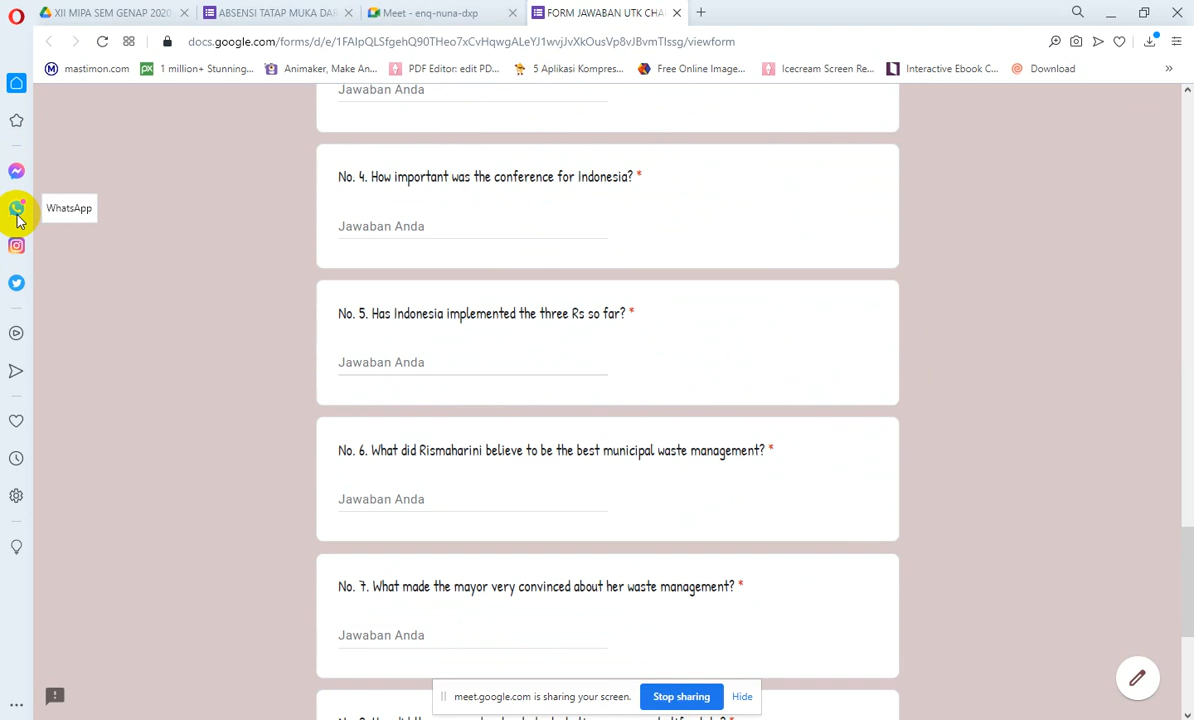 XII MIPA SEM GENAP 2020
ABSENSI TATAP MUKA DAR
Meet - enq-nuna-dxp
FORM JAWABAN UTK CHA
docs.google.com/forms/d/e/1FAIpQLSfgehQ90THeo7xCvHqwgALeYJ1wvjJvXkOusVp8vJBvmTIssg/viewform
mastimon.com
1 million+ Stunning...
Animaker, Make An...
PDF Editor: edit PD...
5 Aplikasi Kompres...
Free Online Image...
Icecream Screen Re...
Interactive Ebook C...
Download
Jawaban Anda
No. 4. How important was the conference for Indonesia? *
WhatsApp
Jawaban Anda
No. 5. Has Indonesia implemented the three Rs so far? *
Jawaban Anda
No. 6. What did Rismaharini believe to be the best municipal waste management? *
Jawaban Anda
No. 7. What made the mayor very convinced about her waste management? *
Jawaban Anda
meet.google.com is sharing your screen.
Stop sharing
Hide